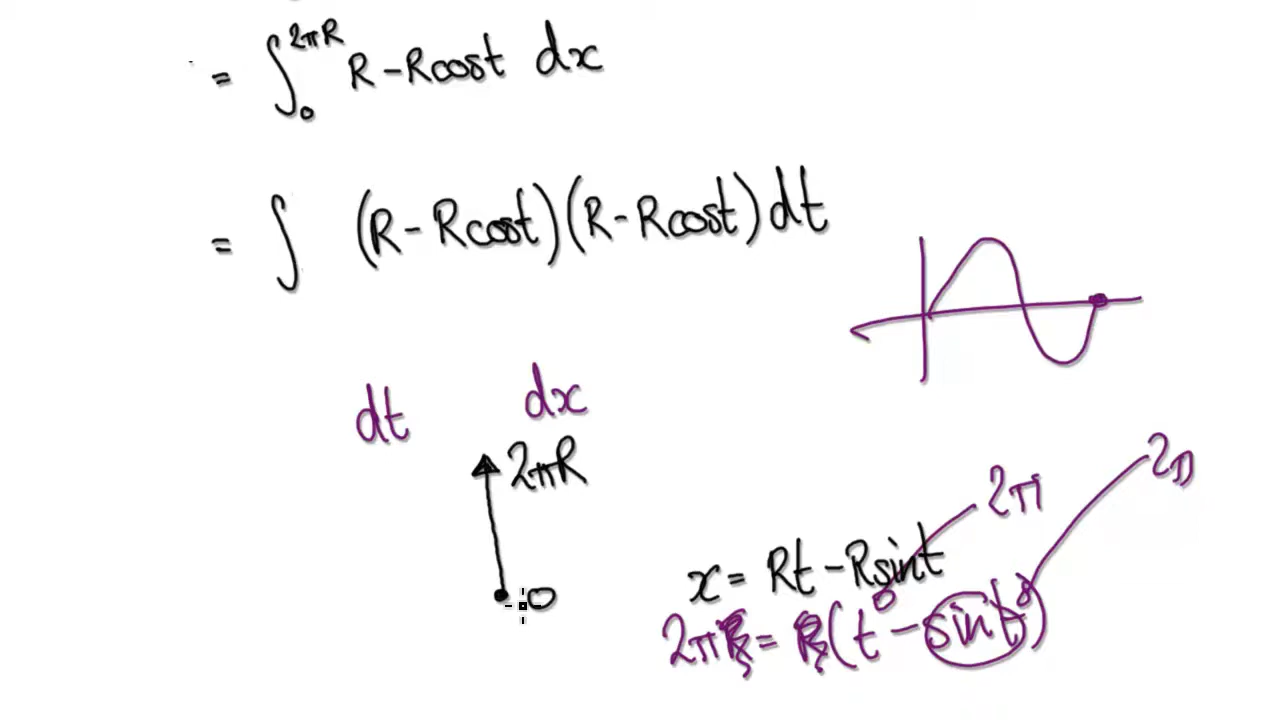 = ∫₀^2πR R - Rcost dx
= ∫ (R - Rcost)(R - Rcost)dt
dt dx
2πR
0
2π 2π
x = Rt - Rsint
2πR = R(t - sint)